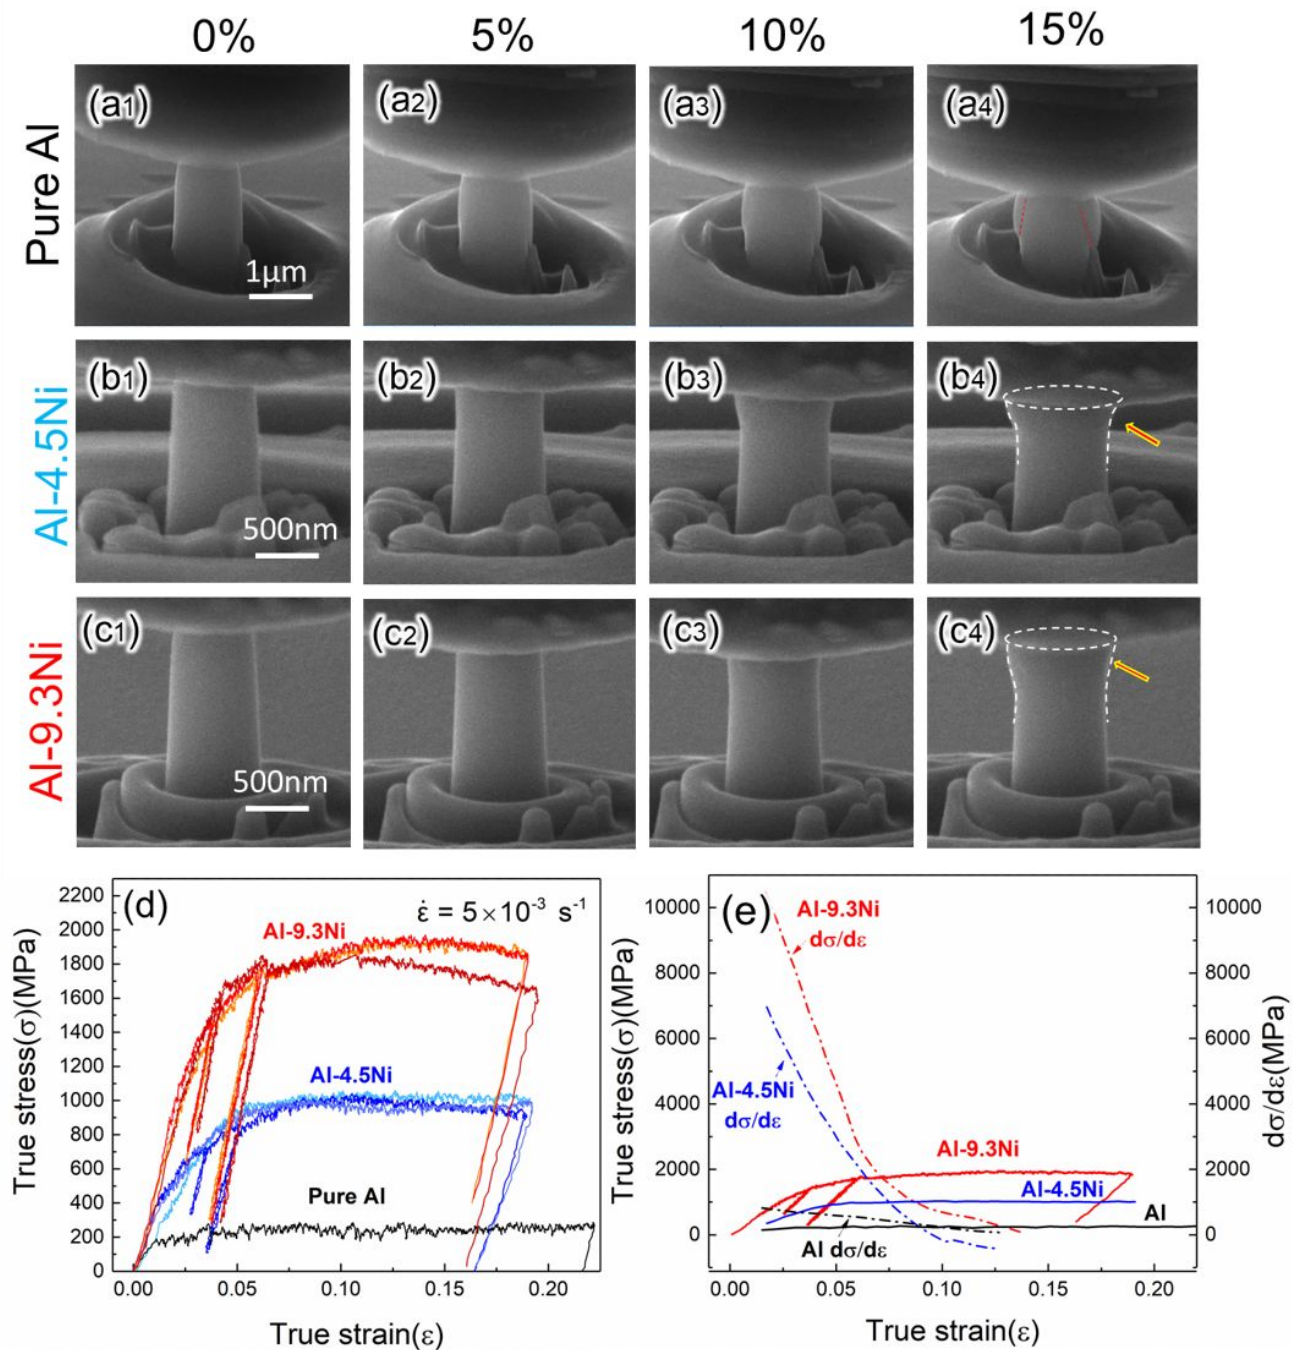 0% 5% 10% 15%
Pure Al
(a1) (a2) (a3) (a4)
1μm
Al-4.5Ni
(b1) (b2) (b3) (b4)
500nm
Al-9.3Ni
(c1) (c2) (c3) (c4)
500nm
(d)
ε̇ = 5×10⁻³ s⁻¹
Al-9.3Ni
Al-4.5Ni
Pure Al
True stress(σ)(MPa)
2200
2000
1800
1600
1400
1200
1000
800
600
400
200
0
0.00 0.05 0.10 0.15 0.20
True strain(ε)
(e)
Al-9.3Ni
dσ/dε
Al-4.5Ni
dσ/dε
Al-9.3Ni
Al-4.5Ni
Al
Al dσ/dε
True stress(σ)(MPa)
10000
8000
6000
4000
2000
0
dσ/dε(MPa)
10000
8000
6000
4000
2000
0
0.00 0.05 0.10 0.15 0.20
True strain(ε)